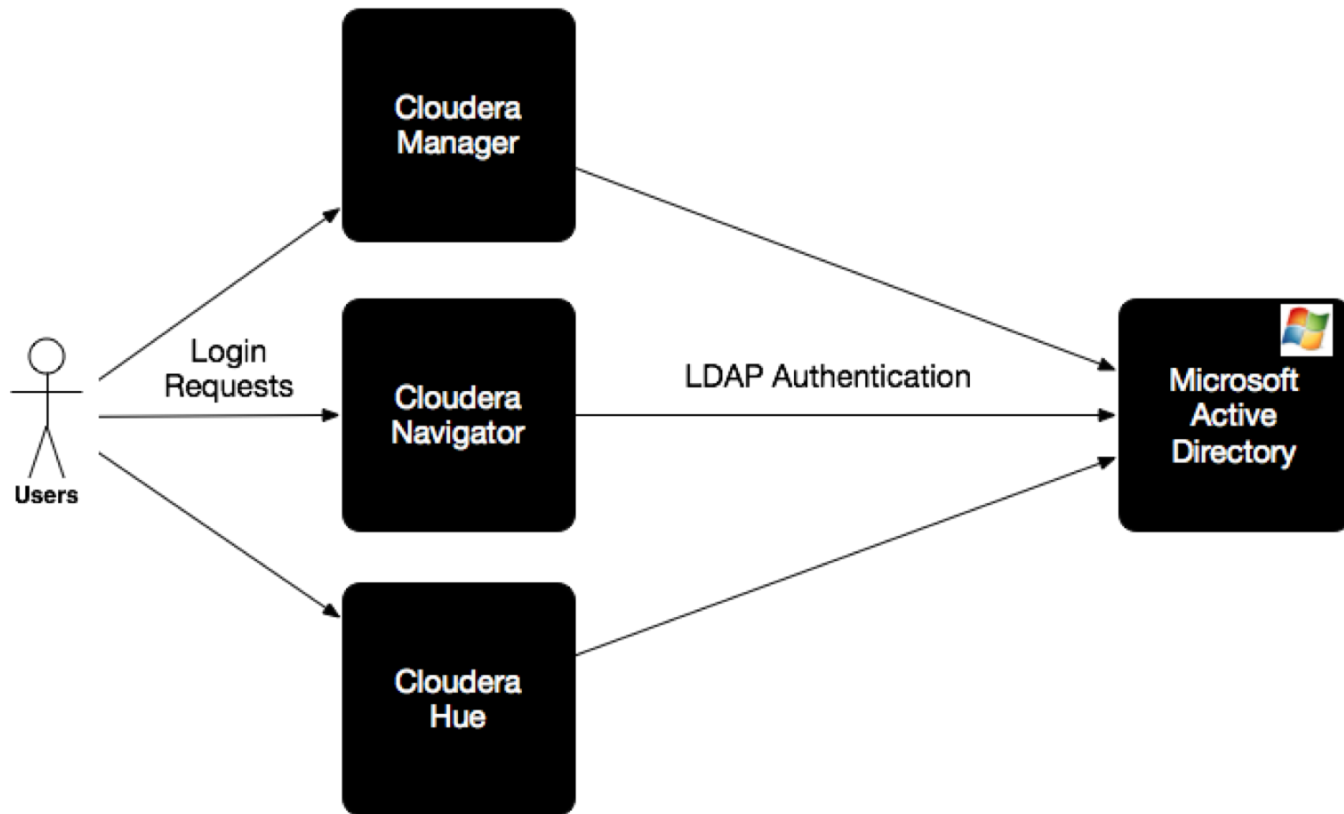 Cloudera
Manager
Login
Requests
Users
Cloudera
Navigator
LDAP Authentication
Microsoft
Active
Directory
Cloudera
Hue